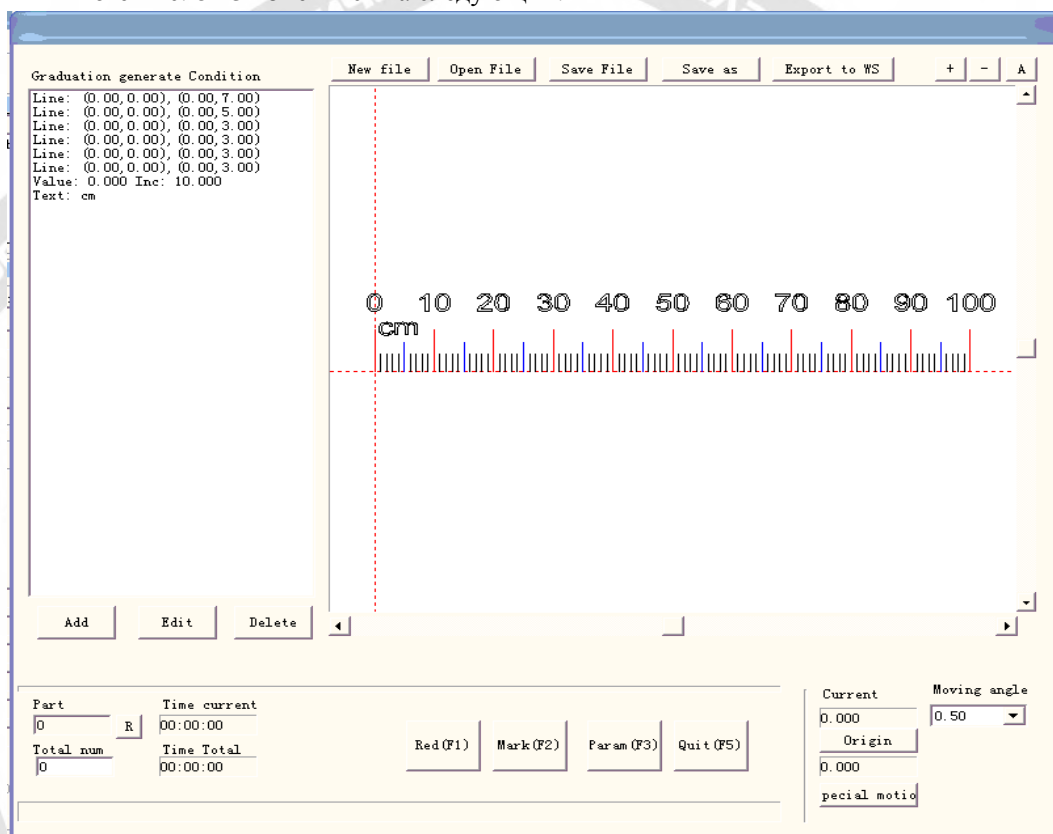 New file Open File Save File Save as Export to WS + - A
Graduation generate Condition
Line: (0.00,0.00), (0.00,7.00)
Line: (0.00,0.00), (0.00,5.00)
Line: (0.00,0.00), (0.00,3.00)
Line: (0.00,0.00), (0.00,3.00)
Line: (0.00,0.00), (0.00,3.00)
Line: (0.00,0.00), (0.00,3.00)
Value: 0.000 Inc: 10.000
Text: cm
0 10 20 30 40 50 60 70 80 90 100
cm
Add Edit Delete
Part Time current
0 R 00:00:00
Total num Time Total
0 00:00:00
Red(F1) Mark(F2) Param(F3) Quit(F5)
Current Moving angle
0.000 0.50
Origin
0.000
pecial motio